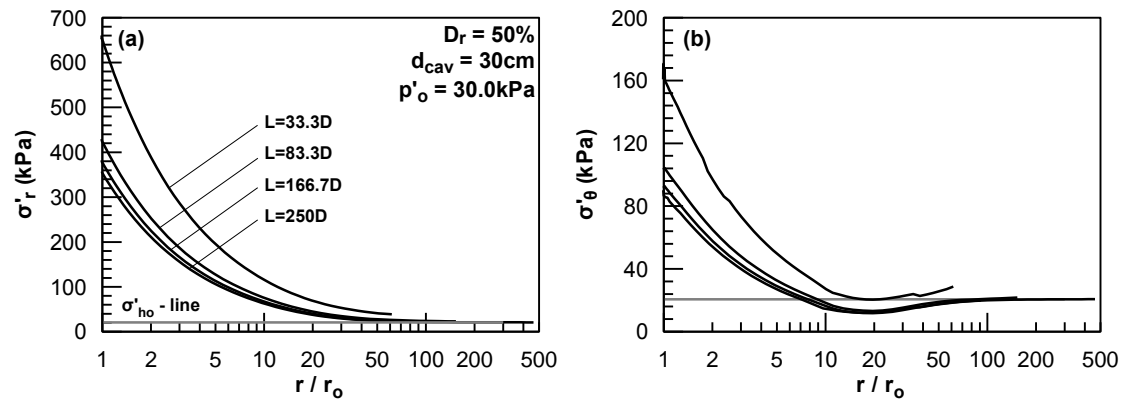 (a)
D_r = 50%
d_cav = 30cm
p'_o = 30.0kPa
L=33.3D
L=83.3D
L=166.7D
L=250D
σ'_ho - line
σ'_r (kPa)
700
600
500
400
300
200
100
0
1 2 5 10 20 50 100 200 500
r / r_o
(b)
σ'_θ (kPa)
200
160
120
80
40
0
1 2 5 10 20 50 100 200 500
r / r_o